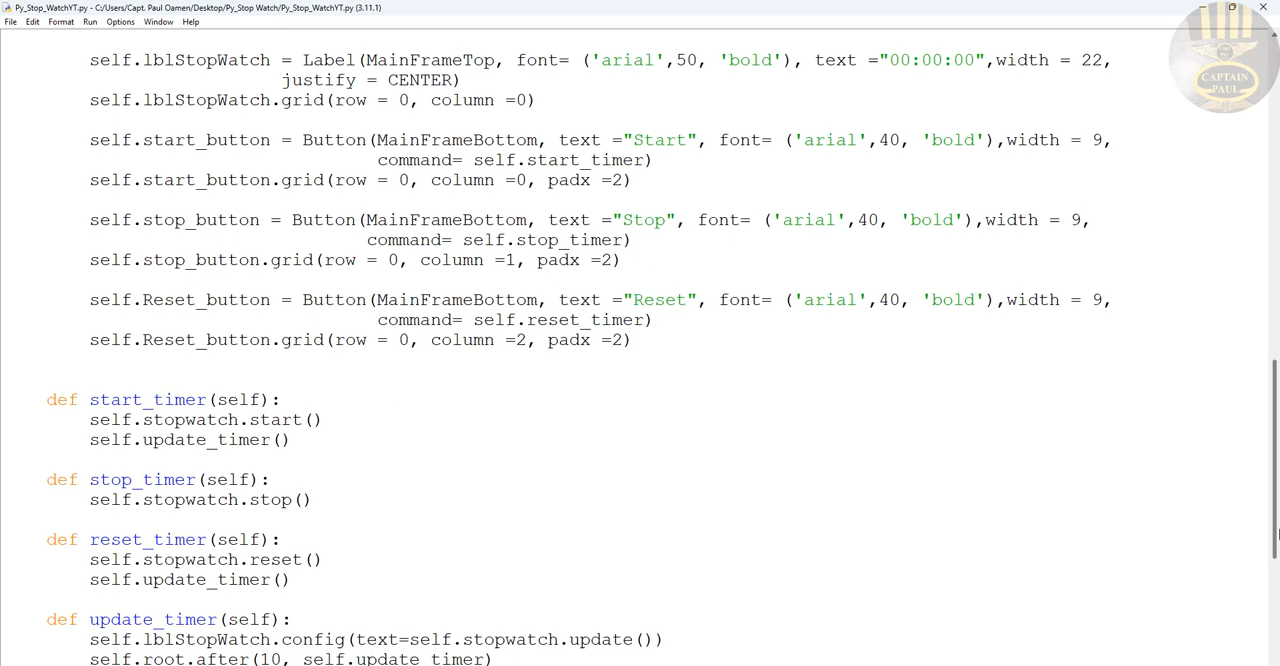 Py_Stop_WatchYT.py - C:/Users/Capt. Paul Oamen/Desktop/Py_Stop Watch/Py_Stop_WatchYT.py (3.11.1)
File Edit Format Run Options Window Help
self.lblStopWatch = Label(MainFrameTop, font= ('arial',50, 'bold'), text ="00:00:00",width = 22,
justify = CENTER)
self.lblStopWatch.grid(row = 0, column =0)
self.start_button = Button(MainFrameBottom, text ="Start", font= ('arial',40, 'bold'),width = 9,
command= self.start_timer)
self.start_button.grid(row = 0, column =0, padx =2)
self.stop_button = Button(MainFrameBottom, text ="Stop", font= ('arial',40, 'bold'),width = 9,
command= self.stop_timer)
self.stop_button.grid(row = 0, column =1, padx =2)
self.Reset_button = Button(MainFrameBottom, text ="Reset", font= ('arial',40, 'bold'),width = 9,
command= self.reset_timer)
self.Reset_button.grid(row = 0, column =2, padx =2)
def start_timer(self):
self.stopwatch.start()
self.update_timer()
def stop_timer(self):
self.stopwatch.stop()
def reset_timer(self):
self.stopwatch.reset()
self.update_timer()
def update_timer(self):
self.lblStopWatch.config(text=self.stopwatch.update())
self.root.after(10, self.update_timer)
CAPTAIN
PAUL